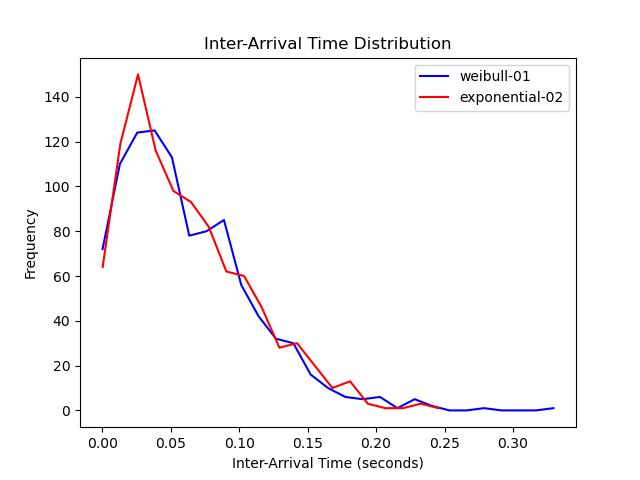 Inter-Arrival Time Distribution
weibull-01
exponential-02
Frequency
140
120
100
80
60
40
20
0
0.00 0.05 0.10 0.15 0.20 0.25 0.30
Inter-Arrival Time (seconds)